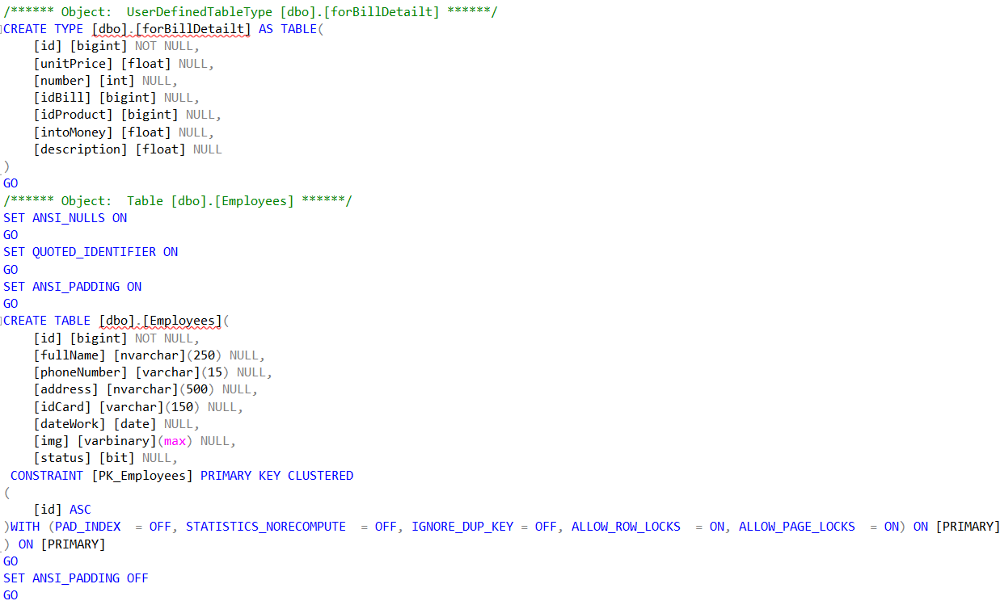 /****** Object:  UserDefinedTableType [dbo].[forBillDetailt] ******/
CREATE TYPE [dbo].[forBillDetailt] AS TABLE(
    [id] [bigint] NOT NULL,
    [unitPrice] [float] NULL,
    [number] [int] NULL,
    [idBill] [bigint] NULL,
    [idProduct] [bigint] NULL,
    [intoMoney] [float] NULL,
    [description] [float] NULL
)
GO
/****** Object:  Table [dbo].[Employees] ******/
SET ANSI_NULLS ON
GO
SET QUOTED_IDENTIFIER ON
GO
SET ANSI_PADDING ON
GO
CREATE TABLE [dbo].[Employees](
    [id] [bigint] NOT NULL,
    [fullName] [nvarchar](250) NULL,
    [phoneNumber] [varchar](15) NULL,
    [address] [nvarchar](500) NULL,
    [idCard] [varchar](150) NULL,
    [dateWork] [date] NULL,
    [img] [varbinary](max) NULL,
    [status] [bit] NULL,
 CONSTRAINT [PK_Employees] PRIMARY KEY CLUSTERED
(
    [id] ASC
)WITH (PAD_INDEX  = OFF, STATISTICS_NORECOMPUTE  = OFF, IGNORE_DUP_KEY = OFF, ALLOW_ROW_LOCKS  = ON, ALLOW_PAGE_LOCKS  = ON) ON [PRIMARY]
) ON [PRIMARY]
GO
SET ANSI_PADDING OFF
GO